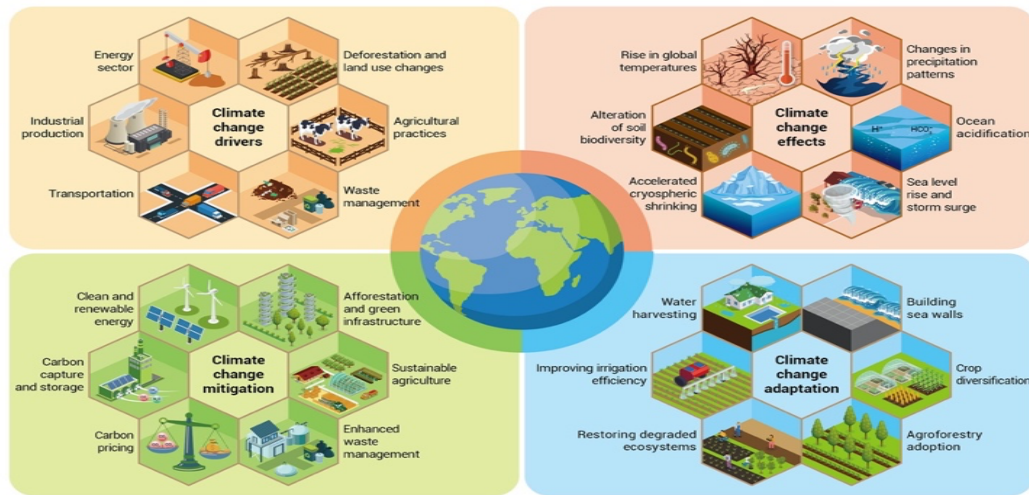 Energy
sector
Deforestation and
land use changes
Industrial
production
Climate
change
drivers
Agricultural
practices
Transportation
Waste
management
Rise in global
temperatures
Changes in
precipitation
patterns
Alteration
of soil
biodiversity
Climate
change
effects
H⁺
HCO₃⁻
Ocean
acidification
Accelerated
cryospheric
shrinking
Sea level
rise and
storm surge
Clean and
renewable
energy
Afforestation
and green
infrastructure
Carbon
capture
and storage
Climate
change
mitigation
Sustainable
agriculture
Carbon
pricing
Enhanced
waste
management
Water
harvesting
Building
sea walls
Improving irrigation
efficiency
Climate
change
adaptation
Crop
diversification
Restoring degraded
ecosystems
Agroforestry
adoption